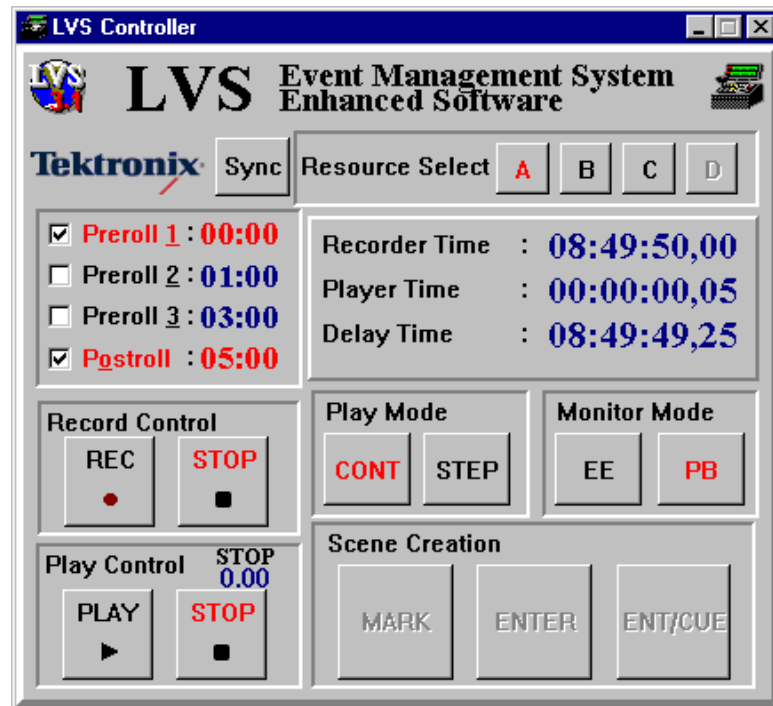 LVS Controller
LVS
3.1
LVS Event Management System
Enhanced Software
Tektronix
Sync
Resource Select A B C D
Preroll 1 : 00:00
Preroll 2 : 01:00
Preroll 3 : 03:00
Postroll : 05:00
Recorder Time : 08:49:50,00
Player Time : 00:00:00,05
Delay Time : 08:49:49,25
Record Control
REC STOP
Play Mode
CONT STEP
Monitor Mode
EE PB
Play Control STOP
0.00
PLAY STOP
Scene Creation
MARK ENTER ENT/CUE